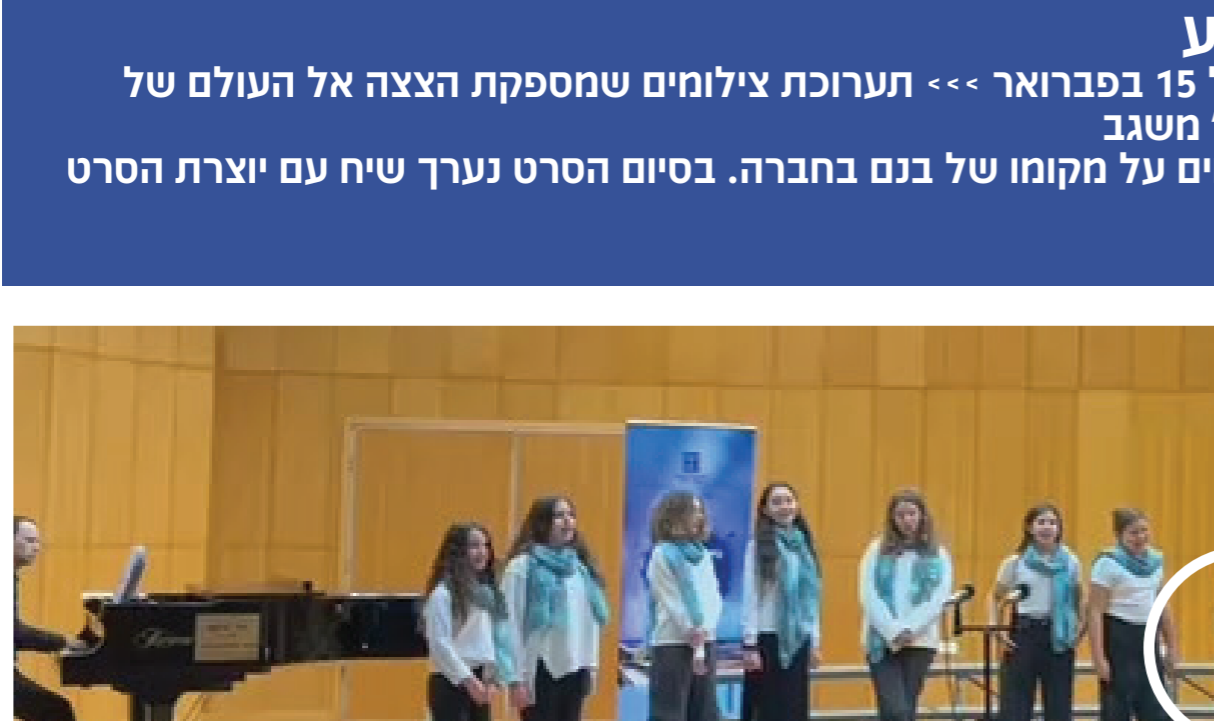 ע
15 בפברואר >>> תערוכת צילומים שמספקת הצצה אל העולם של
משגב
ים על מקומו של בנם בחברה. בסיום הסרט נערך שיח עם יוצרת הסרט